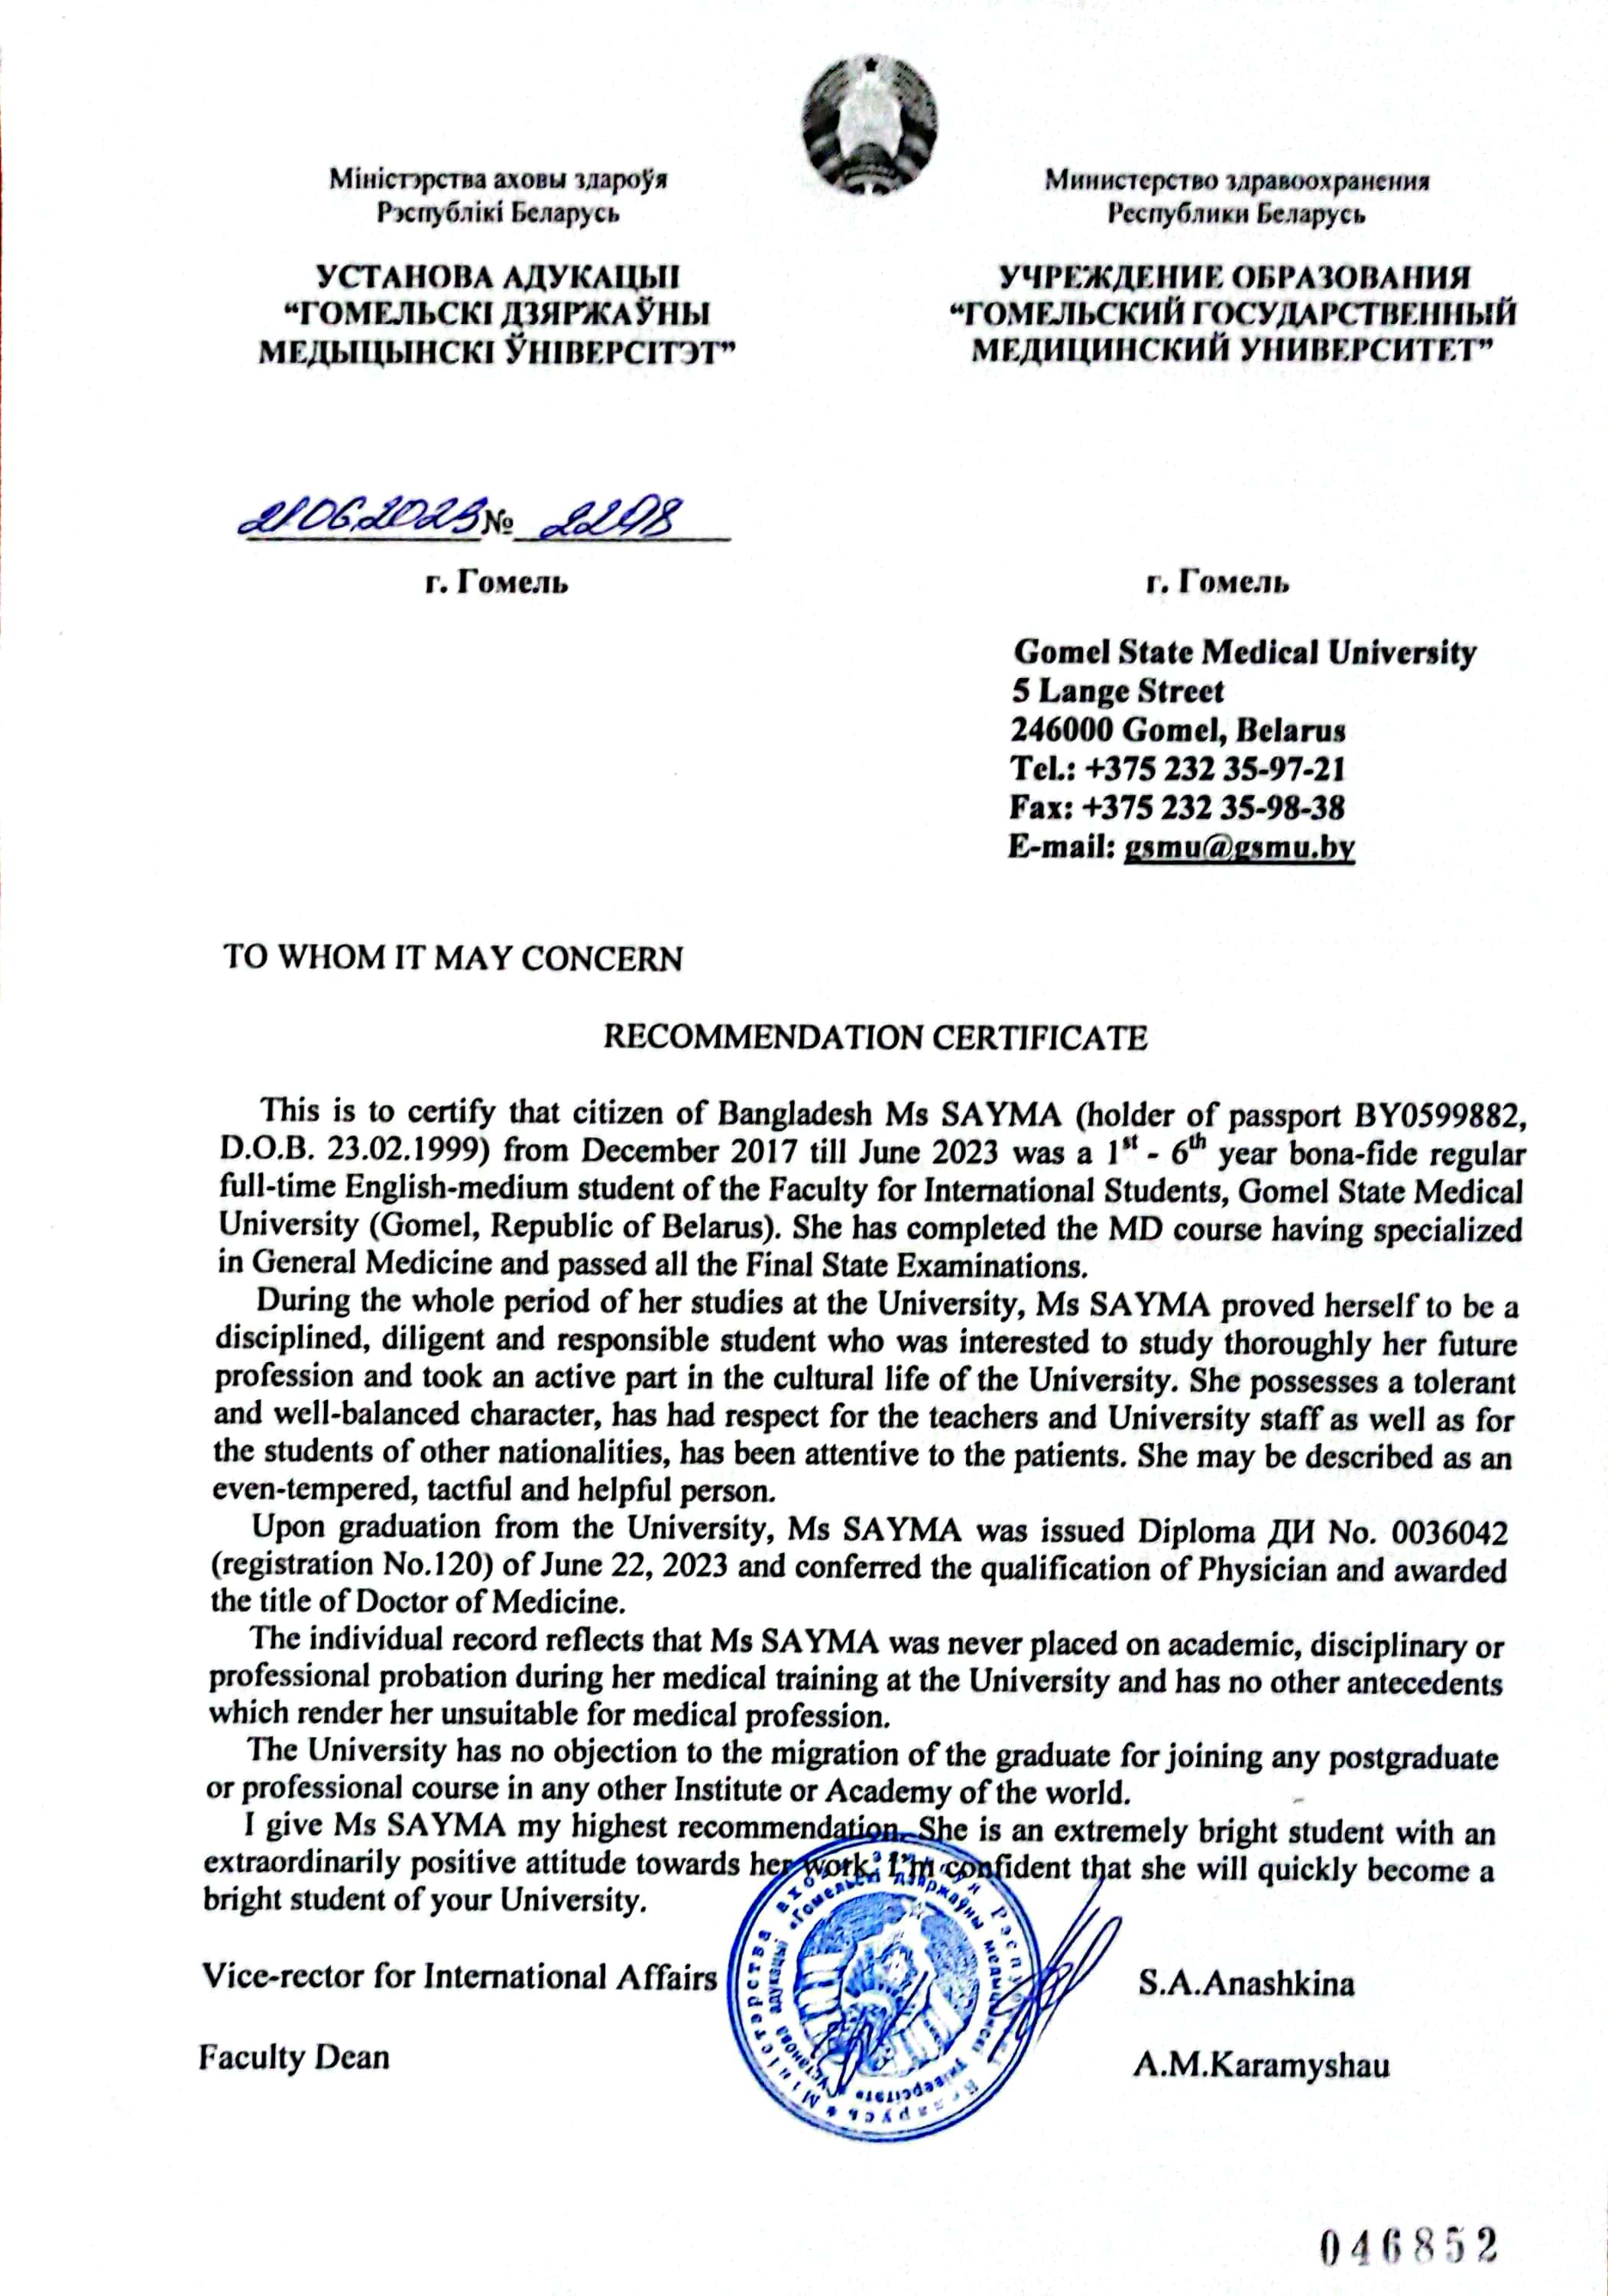 Міністэрства аховы здароўя
Рэспублікі Беларусь
УСТАНОВА АДУКАЦЫІ
“ГОМЕЛЬСКІ ДЗЯРЖАЎНЫ
МЕДЫЦЫНСКІ ЎНІВЕРСІТЭТ”
Министерство здравоохранения
Республики Беларусь
УЧРЕЖДЕНИЕ ОБРАЗОВАНИЯ
“ГОМЕЛЬСКИЙ ГОСУДАРСТВЕННЫЙ
МЕДИЦИНСКИЙ УНИВЕРСИТЕТ”
21.06.2023 №
г. Гомель
г. Гомель
Gomel State Medical University
5 Lange Street
246000 Gomel, Belarus
Tel.: +375 232 35-97-21
Fax: +375 232 35-98-38
E-mail: gsmu@gsmu.by
TO WHOM IT MAY CONCERN
RECOMMENDATION CERTIFICATE
This is to certify that citizen of Bangladesh Ms SAYMA (holder of passport BY0599882,
D.O.B. 23.02.1999) from December 2017 till June 2023 was a 1st - 6th year bona-fide regular
full-time English-medium student of the Faculty for International Students, Gomel State Medical
University (Gomel, Republic of Belarus). She has completed the MD course having specialized
in General Medicine and passed all the Final State Examinations.
During the whole period of her studies at the University, Ms SAYMA proved herself to be a
disciplined, diligent and responsible student who was interested to study thoroughly her future
profession and took an active part in the cultural life of the University. She possesses a tolerant
and well-balanced character, has had respect for the teachers and University staff as well as for
the students of other nationalities, has been attentive to the patients. She may be described as an
even-tempered, tactful and helpful person.
Upon graduation from the University, Ms SAYMA was issued Diploma ДИ No. 0036042
(registration No.120) of June 22, 2023 and conferred the qualification of Physician and awarded
the title of Doctor of Medicine.
The individual record reflects that Ms SAYMA was never placed on academic, disciplinary or
professional probation during her medical training at the University and has no other antecedents
which render her unsuitable for medical profession.
The University has no objection to the migration of the graduate for joining any postgraduate
or professional course in any other Institute or Academy of the world.
I give Ms SAYMA my highest recommendation. She is an extremely bright student with an
extraordinarily positive attitude towards her work. I’m confident that she will quickly become a
bright student of your University.
Vice-rector for International Affairs
S.A.Anashkina
Faculty Dean
A.M.Karamyshau
Міністэрства аховы здароўя Рэспублікі Беларусь
Установа адукацыі «Гомельскі дзяржаўны медыцынскі ўніверсітэт»
046852